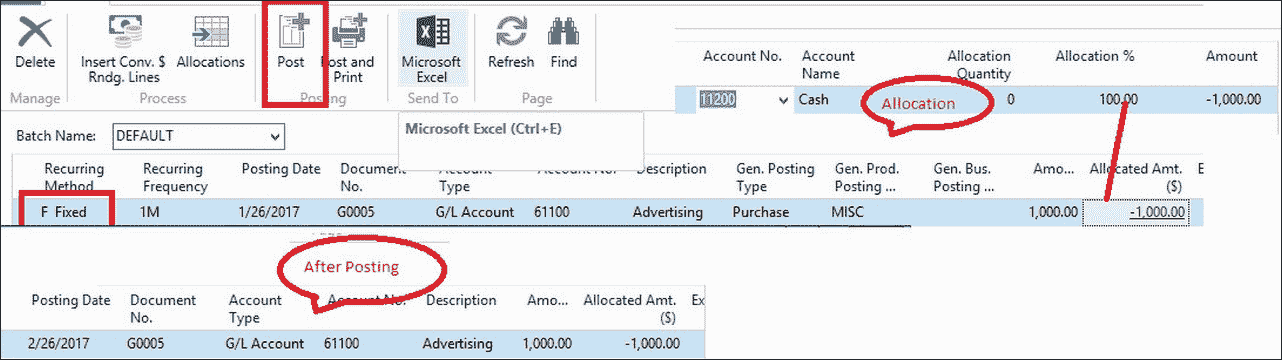 Delete
Insert Conv. $
Rndg. Lines
Allocations
Post
Post and
Print
Microsoft
Excel
Refresh
Find
Manage
Process
Posting
Send To
Page
Account No.
Account
Name
Allocation
Quantity
Allocation %
Amount
11200
Cash
Allocation
0
100.00
-1,000.00
Batch Name:
DEFAULT
Microsoft Excel (Ctrl+E)
Recurring
Method
Recurring
Frequency
Posting Date
Document
No.
Account
Type
Account No.
Description
Gen. Posting
Type
Gen. Prod.
Posting ...
Gen. Bus.
Posting ...
Amo...
Allocated Amt.
($)
E
F Fixed
1M
1/26/2017
G0005
G/L Account
61100
Advertising
Purchase
MISC
1,000.00
-1,000.00
After Posting
Posting Date
Document
No.
Account
Type
Account No.
Description
Amo...
Allocated Amt.
($)
Ex
2/26/2017
G0005
G/L Account
61100
Advertising
1,000.00
-1,000.00